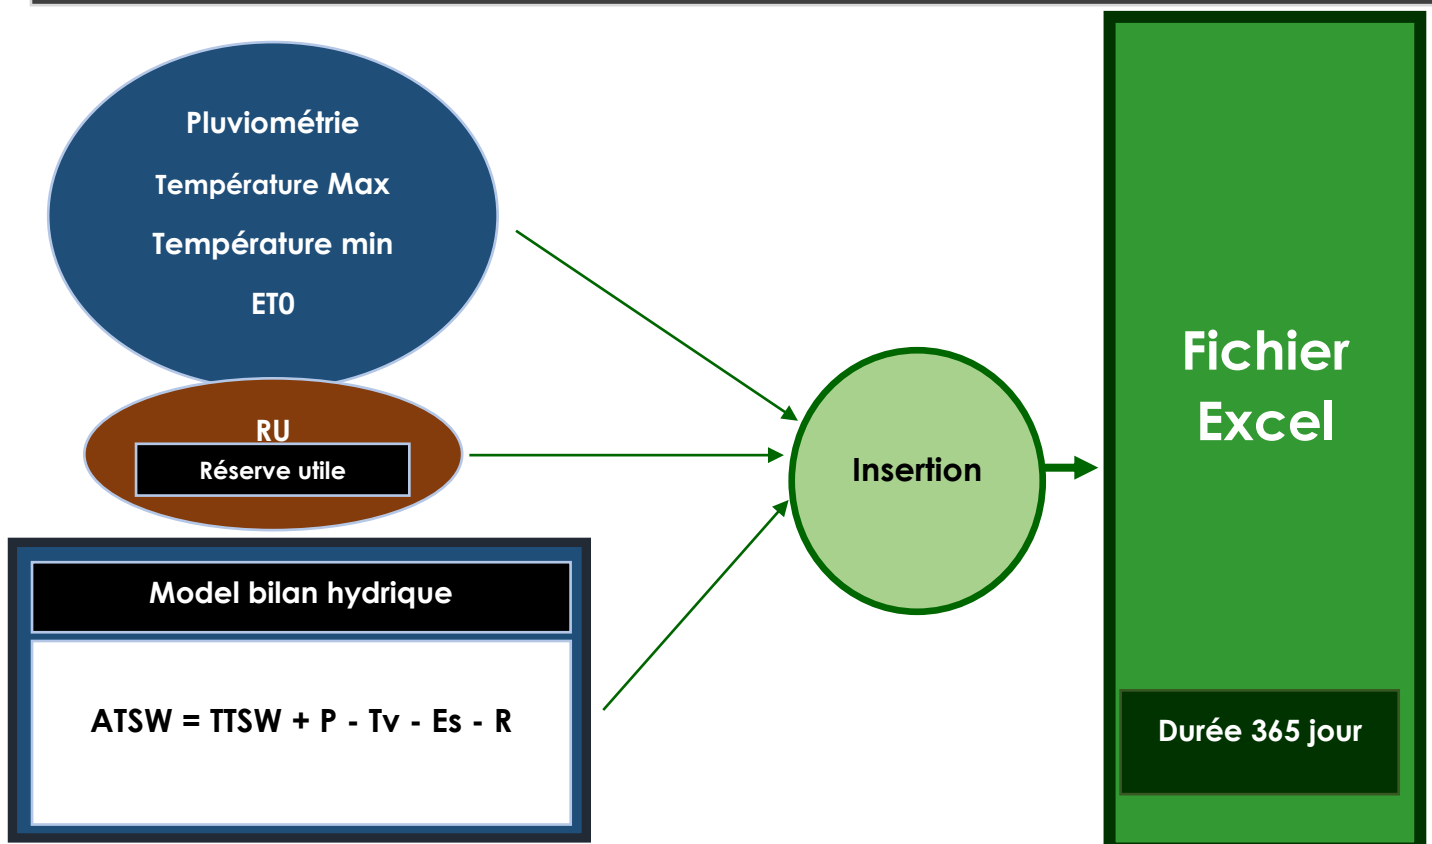 Pluviométrie
Température Max
Température min
ET0
RU
Réserve utile
Model bilan hydrique
ATSW = TTSW + P - Tv - Es - R
Insertion
Fichier
Excel
Durée 365 jour